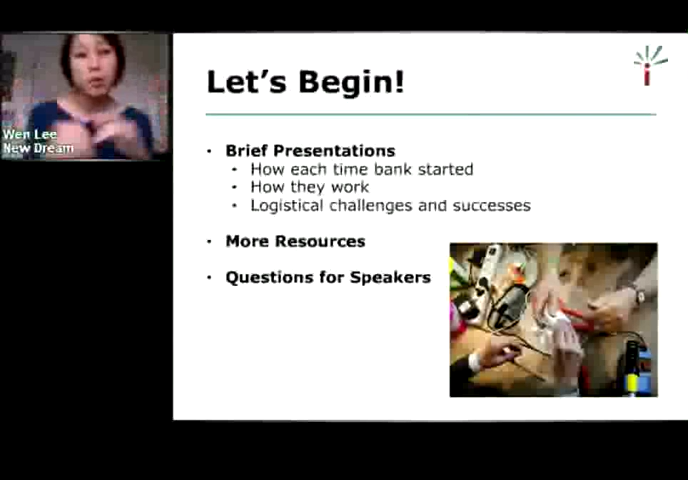 Wen Lee
New Dream
Let's Begin!
• Brief Presentations
• How each time bank started
• How they work
• Logistical challenges and successes
• More Resources
• Questions for Speakers